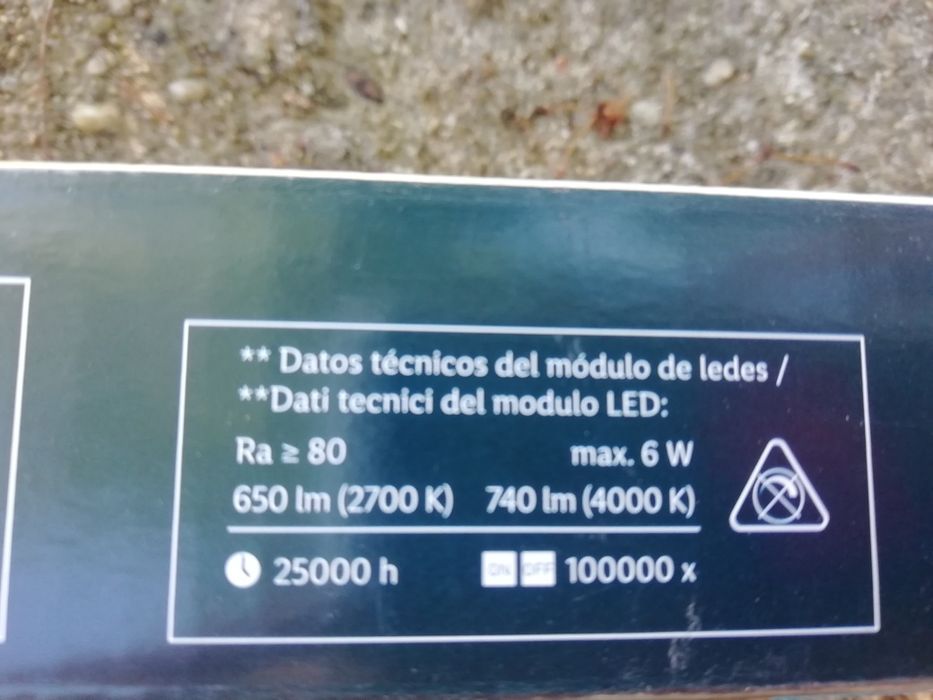 ** Datos técnicos del módulo de ledes /
**Dati tecnici del modulo LED:
Ra ≥ 80 max. 6 W
650 lm (2700 K) 740 lm (4000 K)
25000 h ON OFF 100000 x